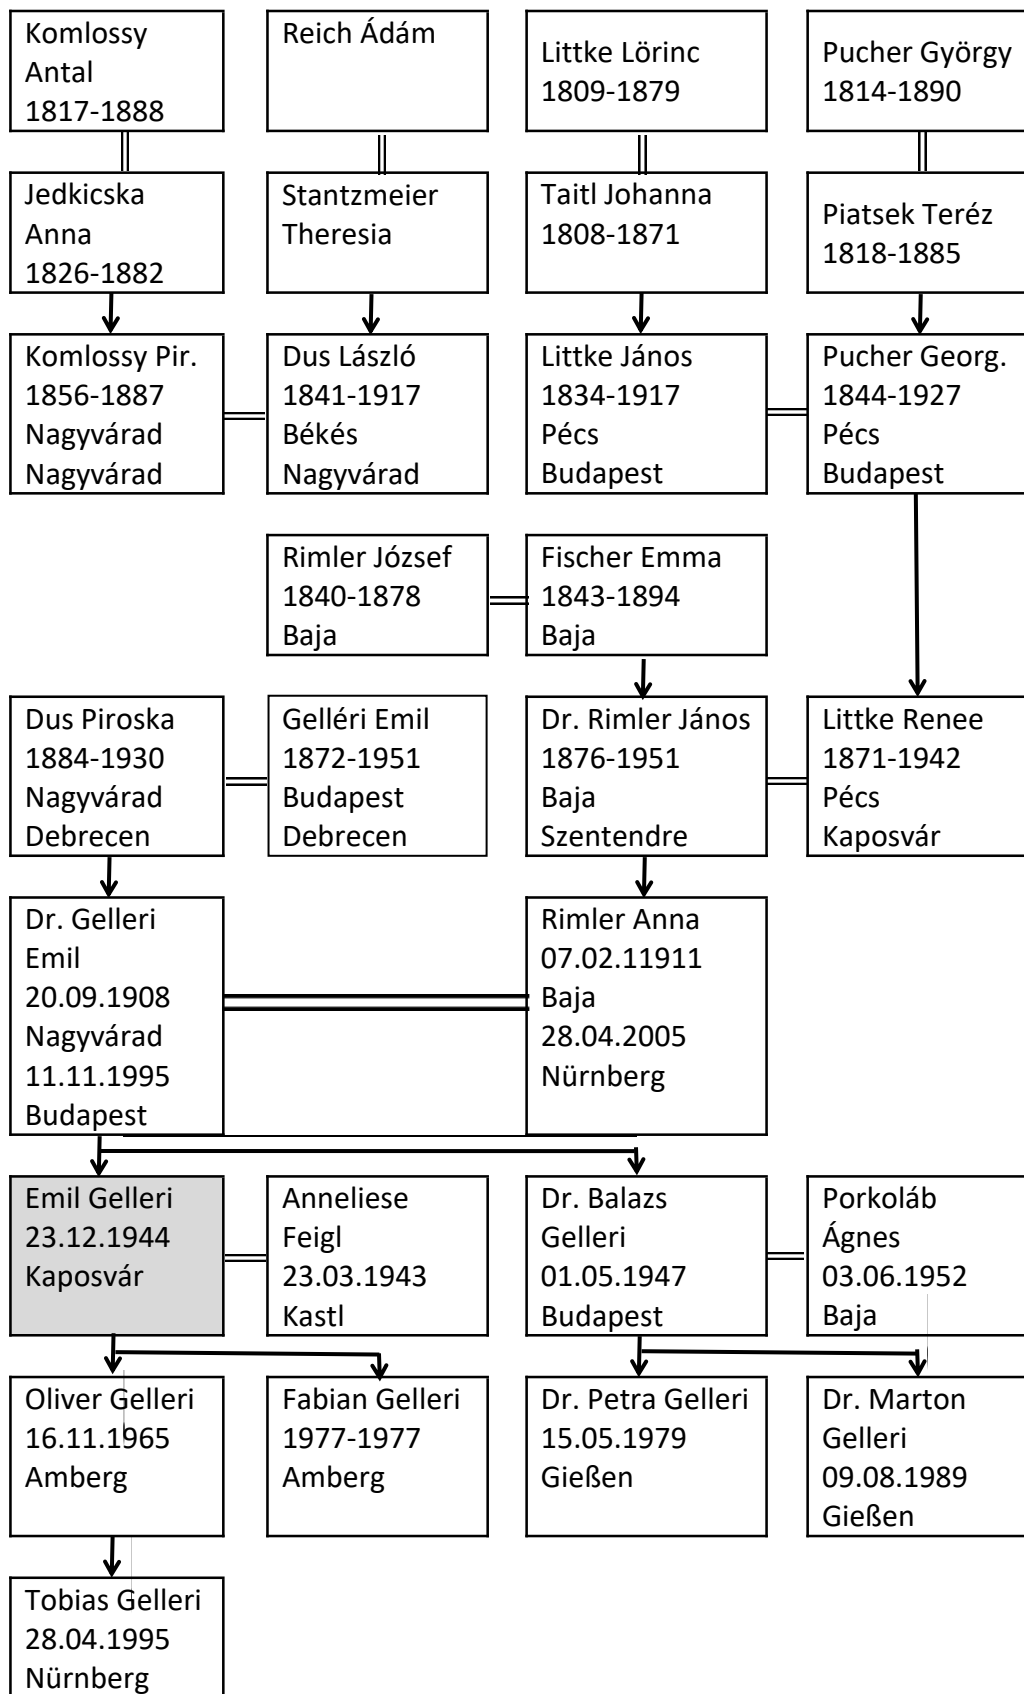 Komlossy
Antal
1817-1888
Reich Ádám
Littke Lörinc
1809-1879
Pucher György
1814-1890
Jedkicska
Anna
1826-1882
Stantzmeier
Theresia
Taitl Johanna
1808-1871
Piatsek Teréz
1818-1885
Komlossy Pir.
1856-1887
Nagyvárad
Nagyvárad
Dus László
1841-1917
Békés
Nagyvárad
Littke János
1834-1917
Pécs
Budapest
Pucher Georg.
1844-1927
Pécs
Budapest
Rimler József
1840-1878
Baja
Fischer Emma
1843-1894
Baja
Dus Piroska
1884-1930
Nagyvárad
Debrecen
Gelléri Emil
1872-1951
Budapest
Debrecen
Dr. Rimler János
1876-1951
Baja
Szentendre
Littke Renee
1871-1942
Pécs
Kaposvár
Dr. Gelleri
Emil
20.09.1908
Nagyvárad
11.11.1995
Budapest
Rimler Anna
07.02.11911
Baja
28.04.2005
Nürnberg
Emil Gelleri
23.12.1944
Kaposvár
Anneliese
Feigl
23.03.1943
Kastl
Dr. Balazs
Gelleri
01.05.1947
Budapest
Porkoláb
Ágnes
03.06.1952
Baja
Oliver Gelleri
16.11.1965
Amberg
Fabian Gelleri
1977-1977
Amberg
Dr. Petra Gelleri
15.05.1979
Gießen
Dr. Marton
Gelleri
09.08.1989
Gießen
Tobias Gelleri
28.04.1995
Nürnberg